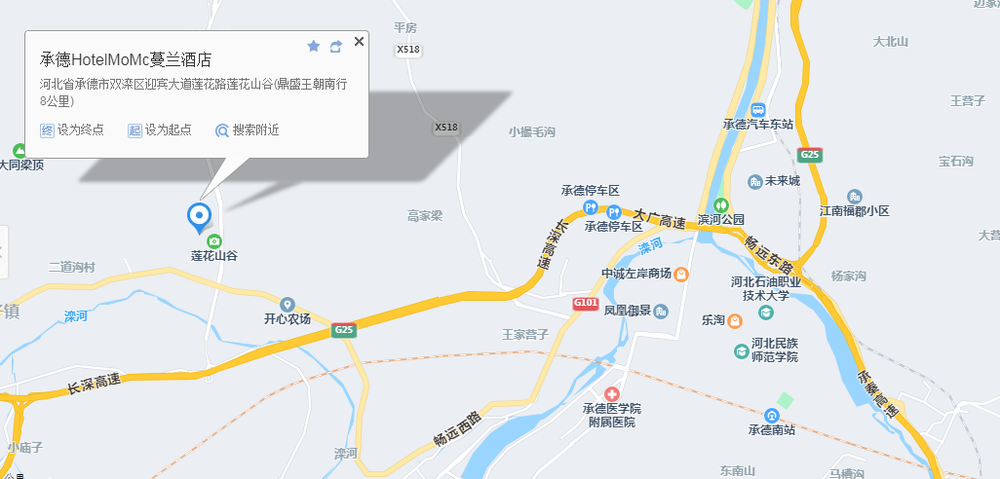 承德HotelMoMc蔓兰酒店
河北省承德市双滦区迎宾大道莲花路莲花山谷(鼎盛王朝南行
8公里)
终 设为终点
起 设为起点
搜索附近
平房
X518
X518
大北山
王营子
承德汽车东站
小撮毛沟
G25
宝石沟
大同梁顶
未来城
承德停车区
江南福郡小区
高家梁
大广高速
滨河公园
承德停车区
长深高速
畅远东路
滦河
莲花山谷
二道沟村
中诚左岸商场
杨家沟
河北石油职业
技术大学
开心农场
G101
凤凰御景
滦河
乐淘
G25
王家营子
河北民族
师范学院
长深高速
承秦高速
承德医学院
附属医院
畅远西路
承德南站
小庙子
滦河
东南山
马槽沟